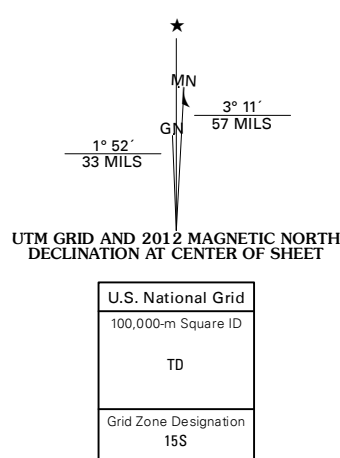 ★
MN
3° 11´
57 MILS
GN
1° 52´
33 MILS
UTM GRID AND 2012 MAGNETIC NORTH
DECLINATION AT CENTER OF SHEET
U.S. National Grid
100,000-m Square ID
TD
Grid Zone Designation
15S